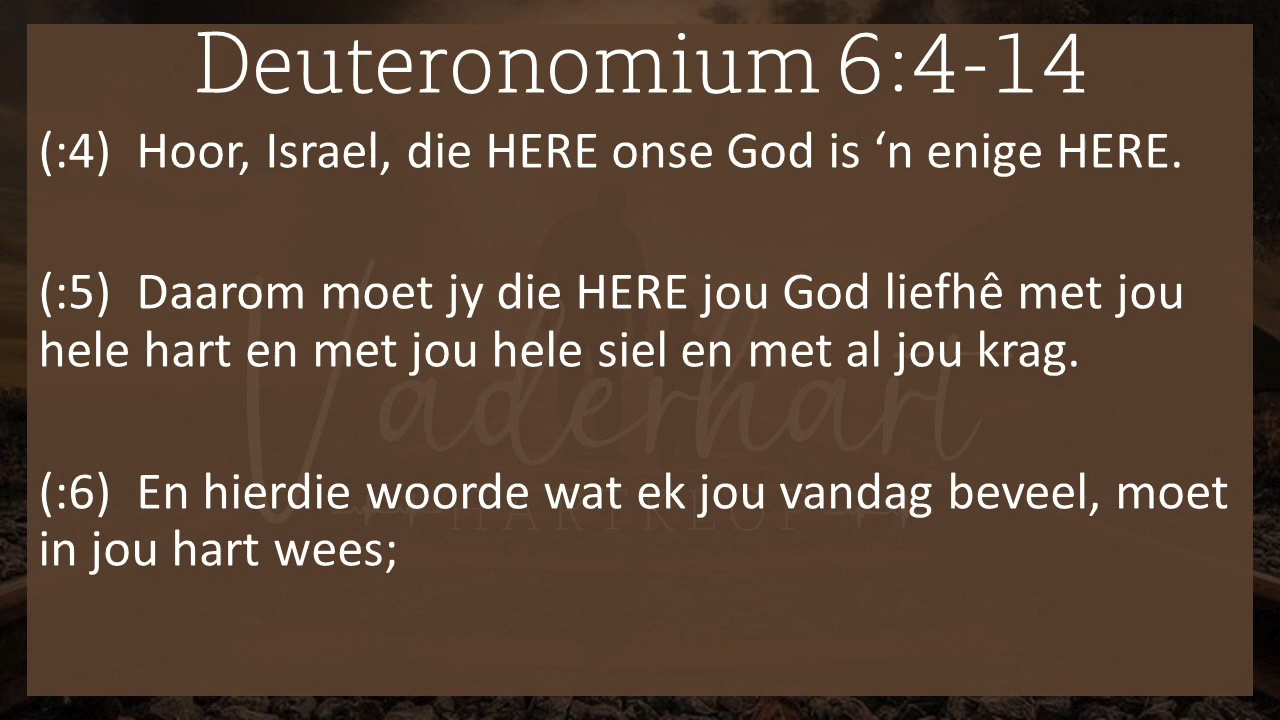 Deuteronomium 6:4-14
(:4)  Hoor, Israel, die HERE onse God is ‘n enige HERE.
(:5)  Daarom moet jy die HERE jou God liefhê met jou
hele hart en met jou hele siel en met al jou krag.
Vaderhart
(:6)  En hierdie woorde wat ek jou vandag beveel, moet
in jou hart wees;